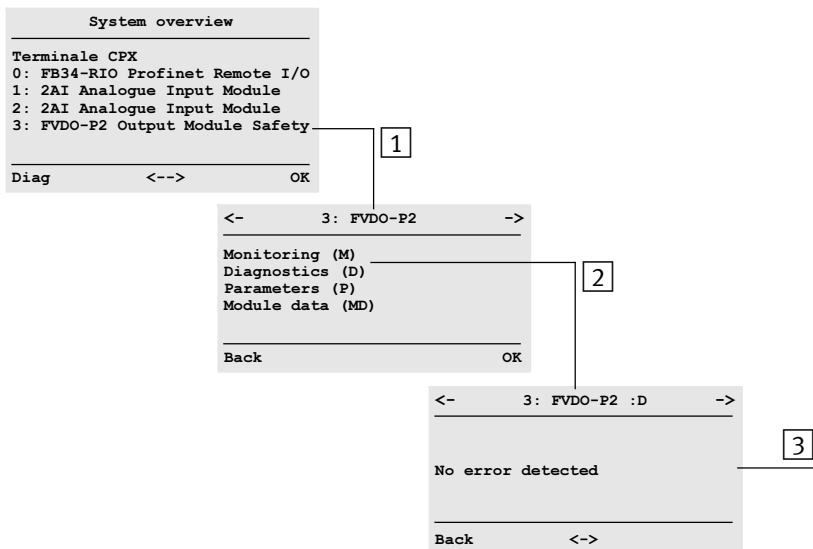 System overview
Terminale CPX
0: FB34-RIO Profinet Remote I/O
1: 2AI Analogue Input Module
2: 2AI Analogue Input Module
3: FVDO-P2 Output Module Safety
1
Diag <--> OK
<- 3: FVDO-P2 ->
Monitoring (M)
Diagnostics (D)
Parameters (P)
Module data (MD)
2
Back OK
<- 3: FVDO-P2 :D ->
3
No error detected
Back <->